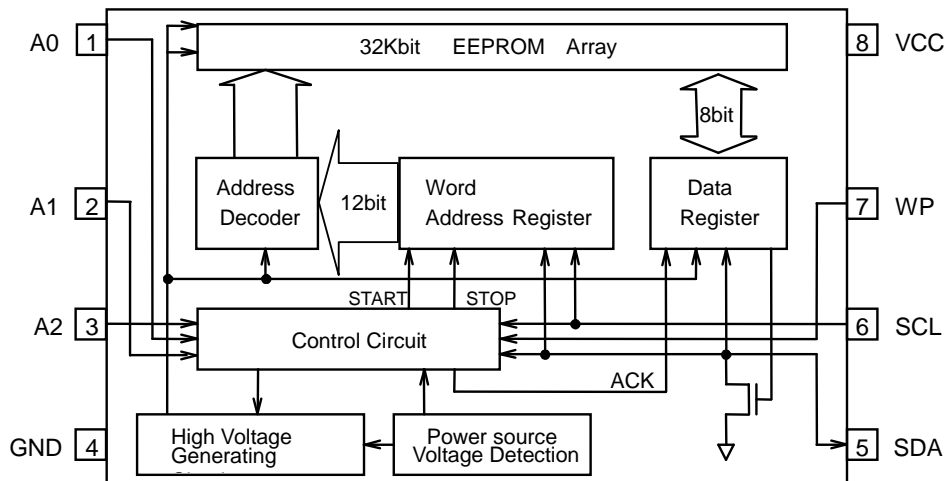 A0 1
32Kbit EEPROM Array
8 VCC
8bit
A1 2
Address
Decoder
12bit
Word
Address Register
Data
Register
7 WP
START
STOP
A2 3
Control Circuit
6 SCL
ACK
GND 4
High Voltage
Generating
Power source
Voltage Detection
5 SDA